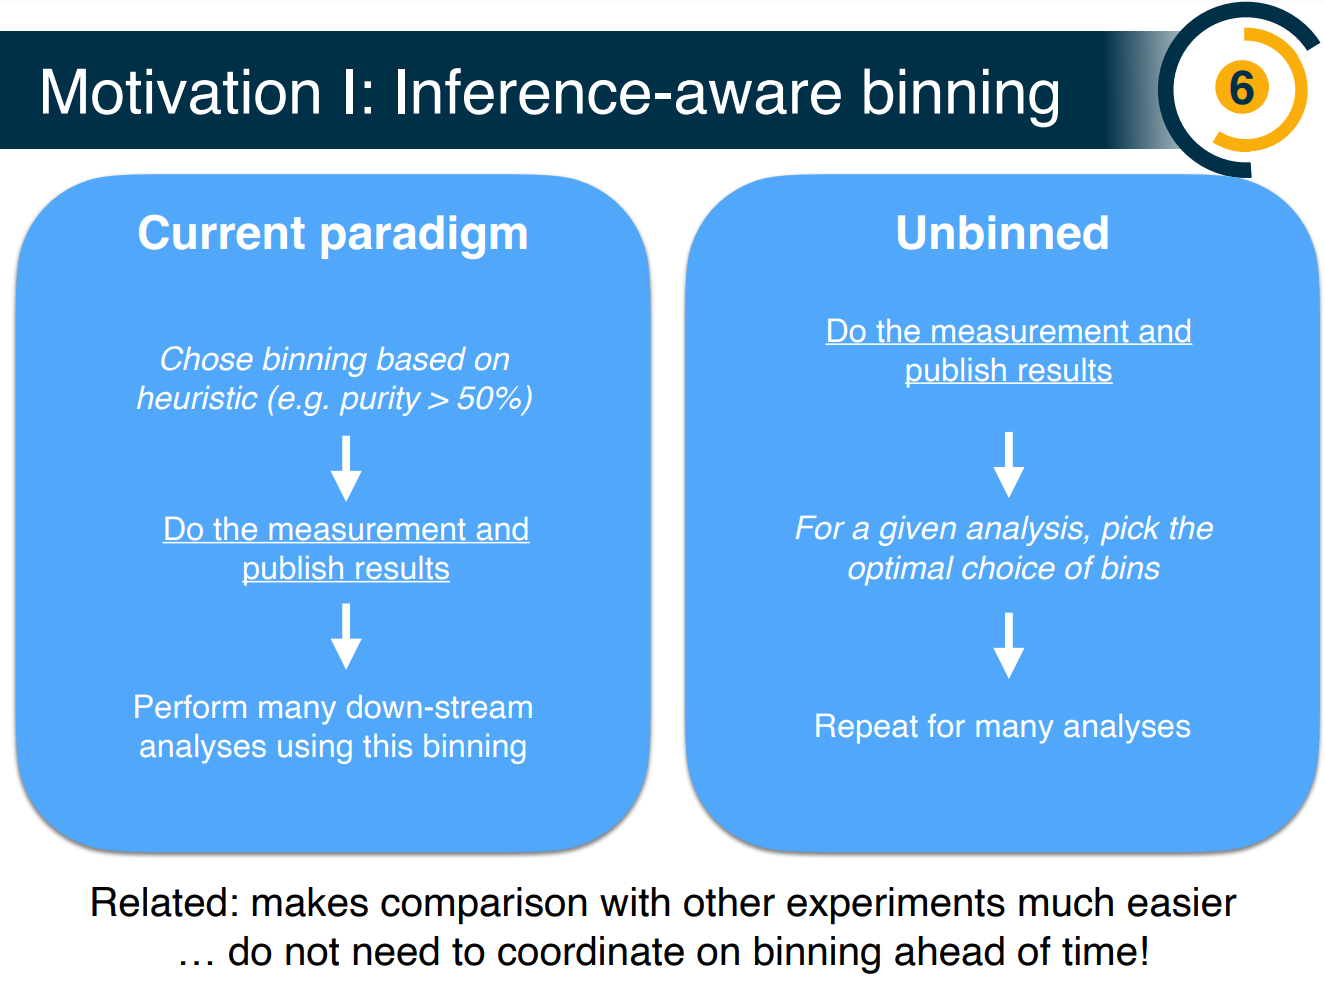 Motivation I: Inference-aware binning
6
Current paradigm
Chose binning based on
heuristic (e.g. purity > 50%)
Do the measurement and
publish results
Perform many down-stream
analyses using this binning
Unbinned
Do the measurement and
publish results
For a given analysis, pick the
optimal choice of bins
Repeat for many analyses
Related: makes comparison with other experiments much easier
… do not need to coordinate on binning ahead of time!